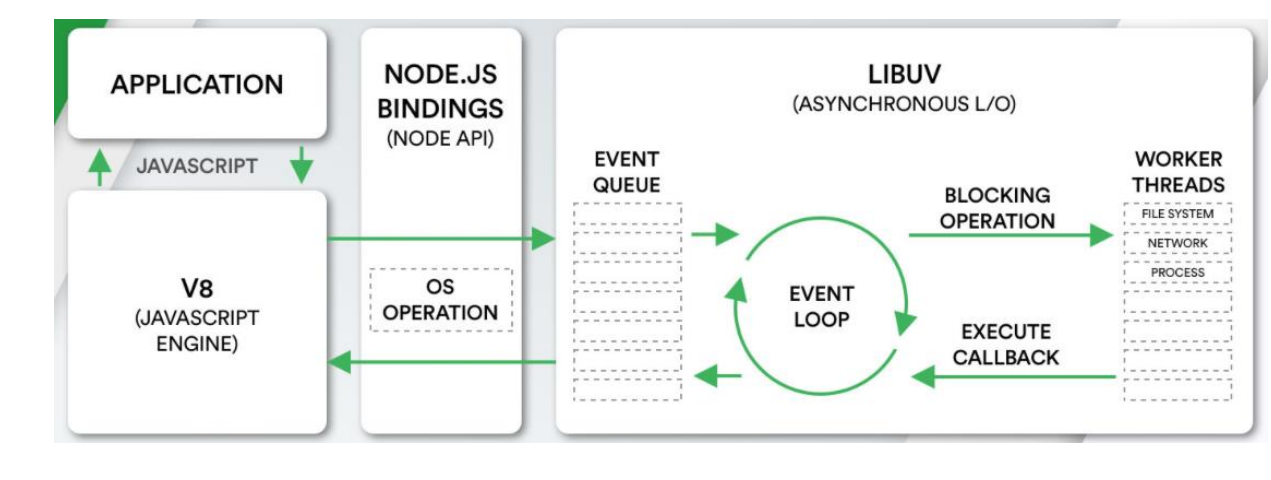 APPLICATION
JAVASCRIPT
V8
(JAVASCRIPT
ENGINE)
NODE.JS
BINDINGS
(NODE API)
OS
OPERATION
LIBUV
(ASYNCHRONOUS L/O)
EVENT
QUEUE
EVENT
LOOP
BLOCKING
OPERATION
EXECUTE
CALLBACK
WORKER
THREADS
FILE SYSTEM
NETWORK
PROCESS